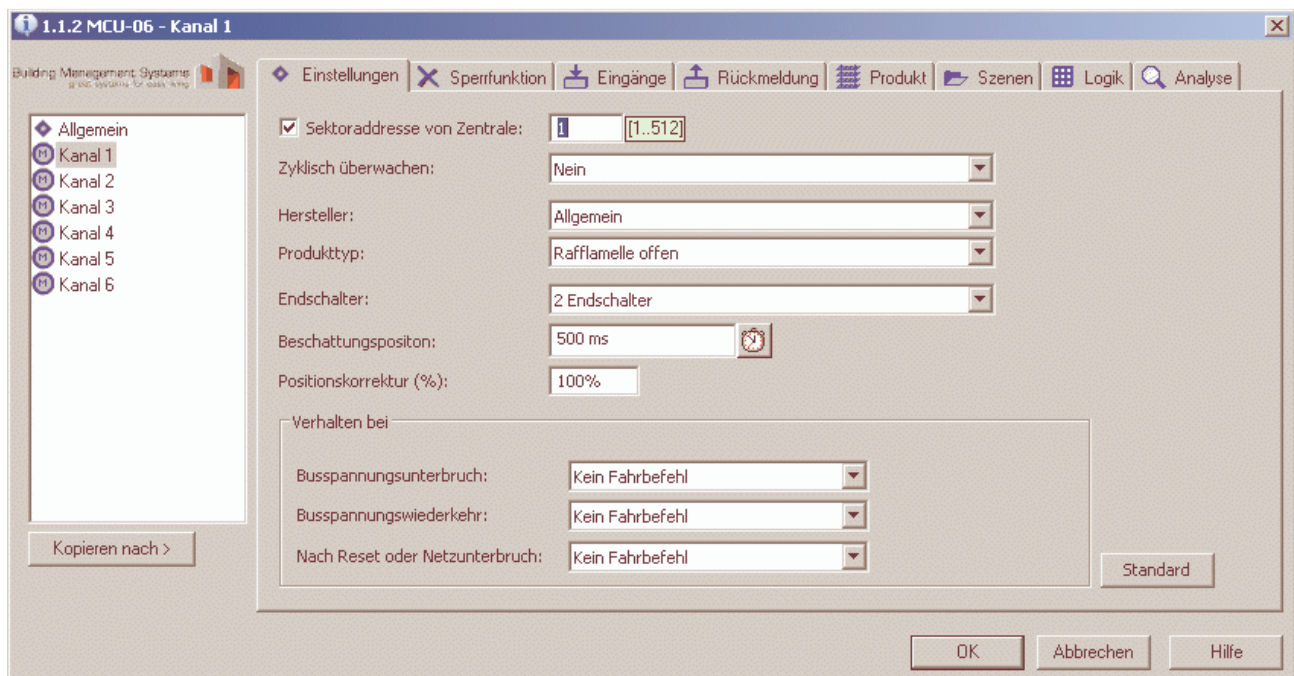 1.1.2 MCU-06 - Kanal 1
Building Management Systems
Allgemein
Kanal 1
Kanal 2
Kanal 3
Kanal 4
Kanal 5
Kanal 6
Kopieren nach >
Einstellungen Sperrfunktion Eingänge Rückmeldung Produkt Szenen Logik Analyse
Sektoraddresse von Zentrale: 1 [1..512]
Zyklisch überwachen: Nein
Hersteller: Allgemein
Produkttyp: Rafflamelle offen
Endschalter: 2 Endschalter
Beschattungspositon: 500 ms
Positionskorrektur (%): 100%
Verhalten bei
Busspannungsunterbruch: Kein Fahrbefehl
Busspannungswiederkehr: Kein Fahrbefehl
Nach Reset oder Netzunterbruch: Kein Fahrbefehl
Standard
OK Abbrechen Hilfe